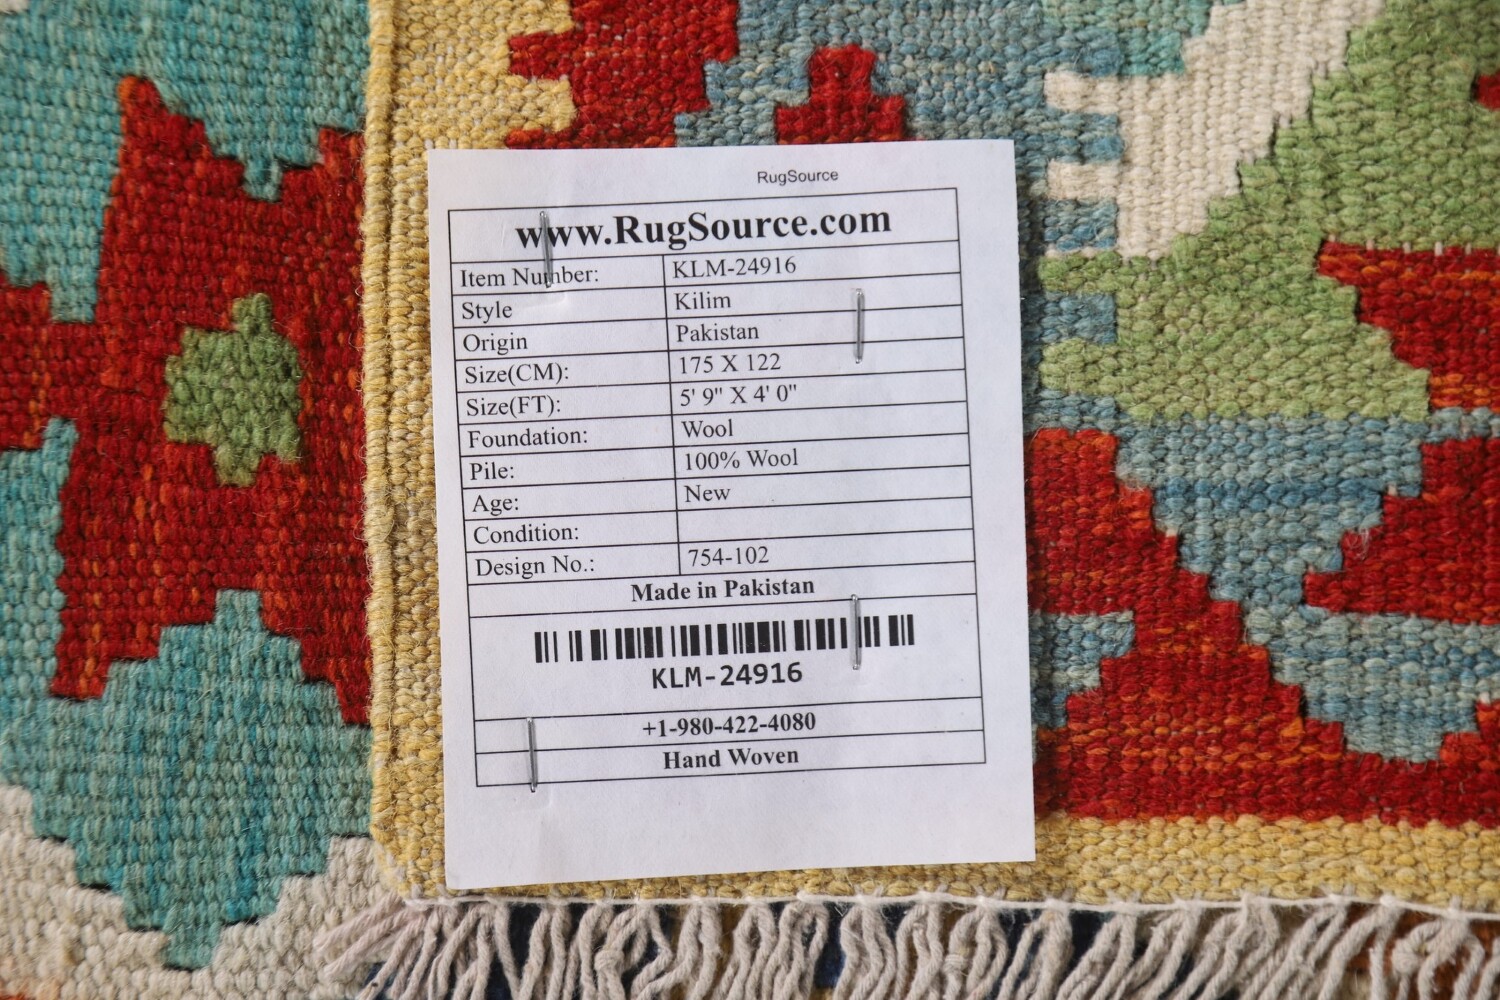 RugSource
www.RugSource.com
Item Number: KLM-24916
Style Kilim
Origin Pakistan
Size(CM): 175 X 122
Size(FT): 5' 9" X 4' 0"
Foundation: Wool
Pile: 100% Wool
Age: New
Condition:
Design No.: 754-102
Made in Pakistan
KLM-24916
+1-980-422-4080
Hand Woven